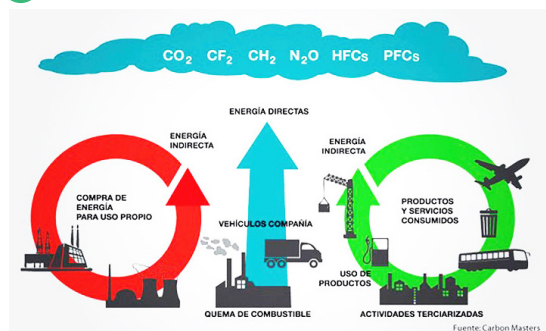 CO₂ CF₂ CH₂ N₂O HFCs PFCs
ENERGÍA DIRECTAS
ENERGÍA
INDIRECTA
ENERGÍA
INDIRECTA
COMPRA DE
ENERGÍA
PARA USO PROPIO
PRODUCTOS
Y SERVICIOS
CONSUMIDOS
VEHÍCULOS COMPAÑÍA
USO DE
PRODUCTOS
QUEMA DE COMBUSTIBLE
ACTIVIDADES TERCIARIZADAS
Fuente: Carbon Masters